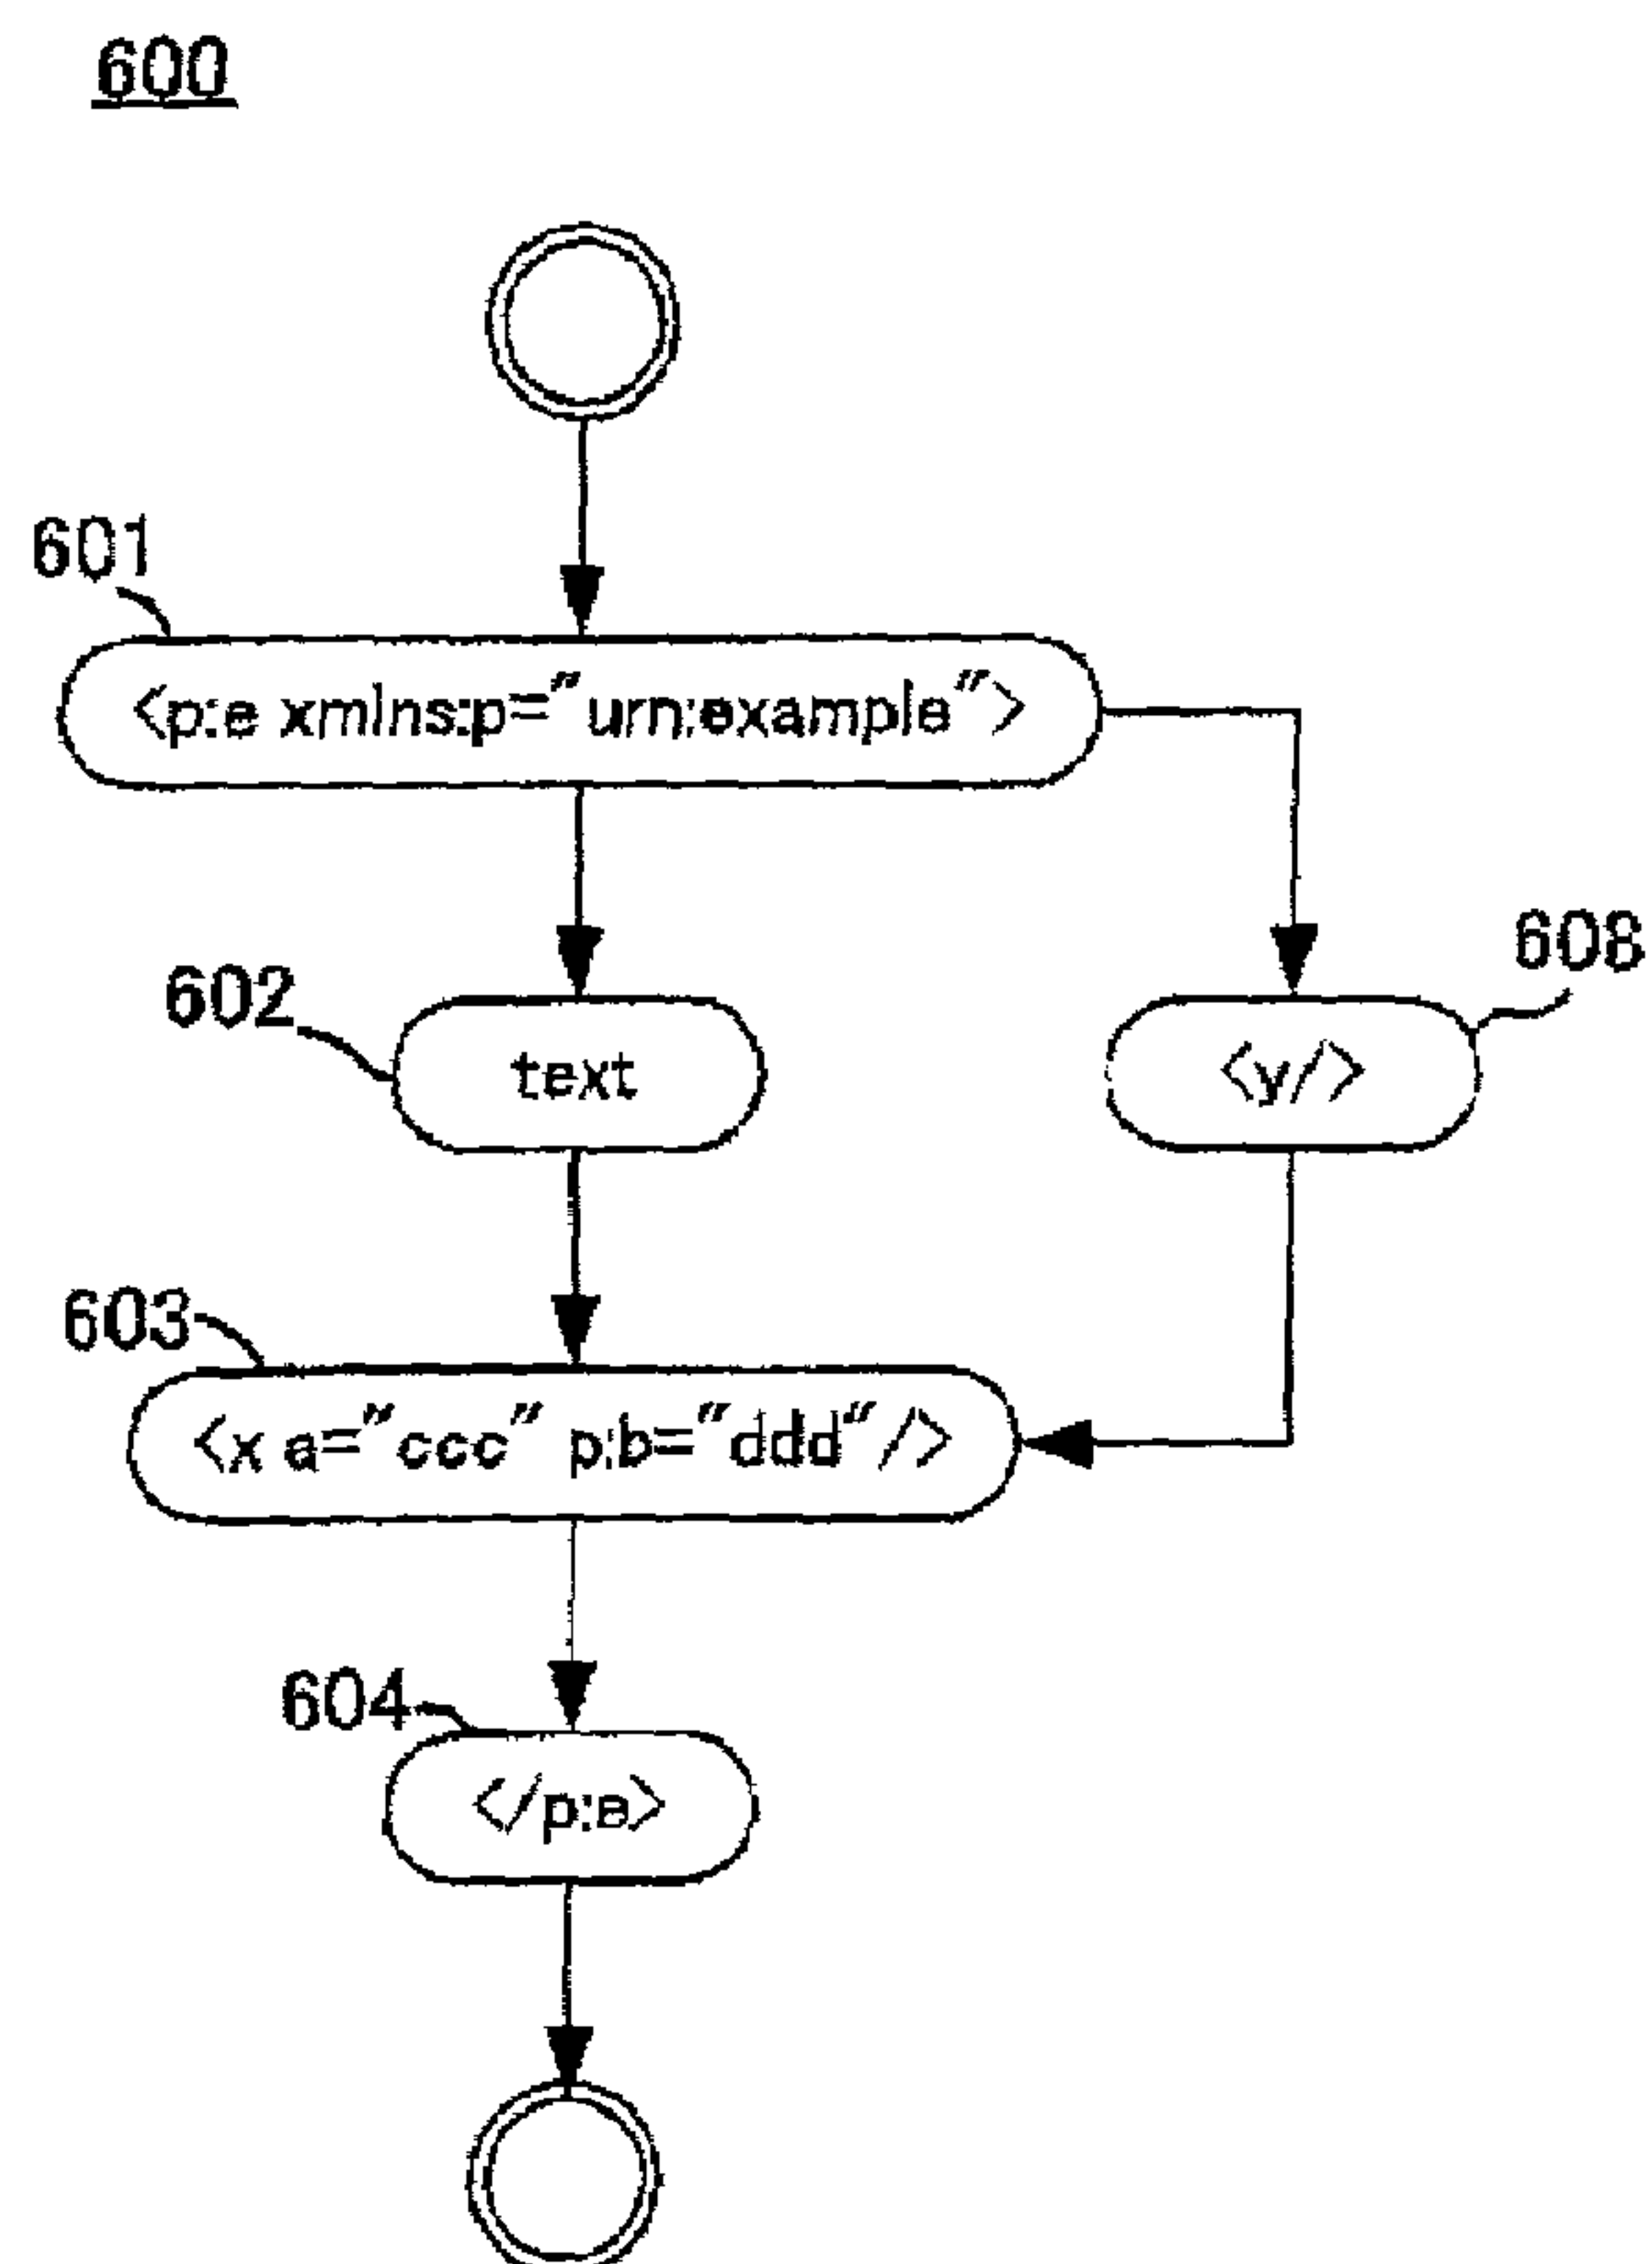 600
601
<p:e xmlns:p="urn:example">
602
text
608
<y/>
603
<x a="ccc" p:b="ddd"/>
604
</p:e>